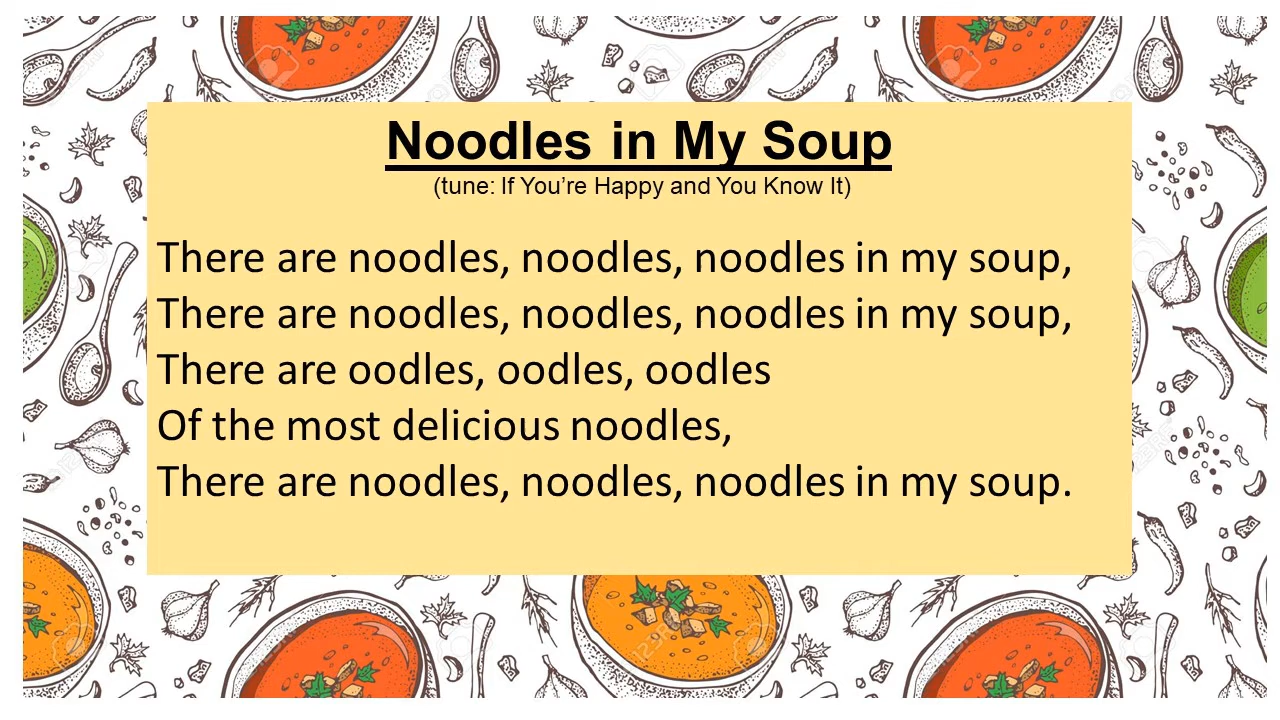 Noodles in My Soup
(tune: If You’re Happy and You Know It)
There are noodles, noodles, noodles in my soup,
There are noodles, noodles, noodles in my soup,
There are oodles, oodles, oodles
Of the most delicious noodles,
There are noodles, noodles, noodles in my soup.